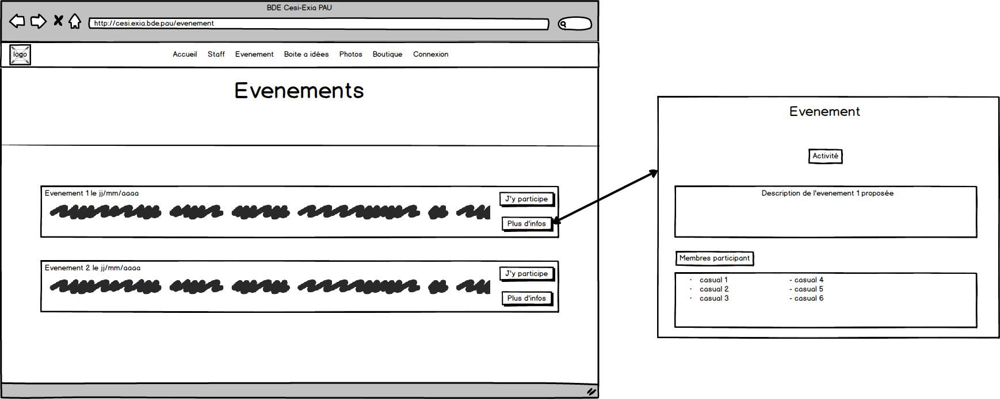 BDE Cesi-Exia PAU
http://cesi.exia.bde.pau/evenement
logo
Accueil Staff Evenement Boite a idées Photos Boutique Connexion
Evenements
Evenement 1 le jj/mm/aaaa
J'y participe
Plus d'infos
Evenement 2 le jj/mm/aaaa
J'y participe
Plus d'infos
Evenement
Activité
Description de l'evenement 1 proposée
Membres participant
· casual 1 - casual 4
· casual 2 - casual 5
· casual 3 - casual 6